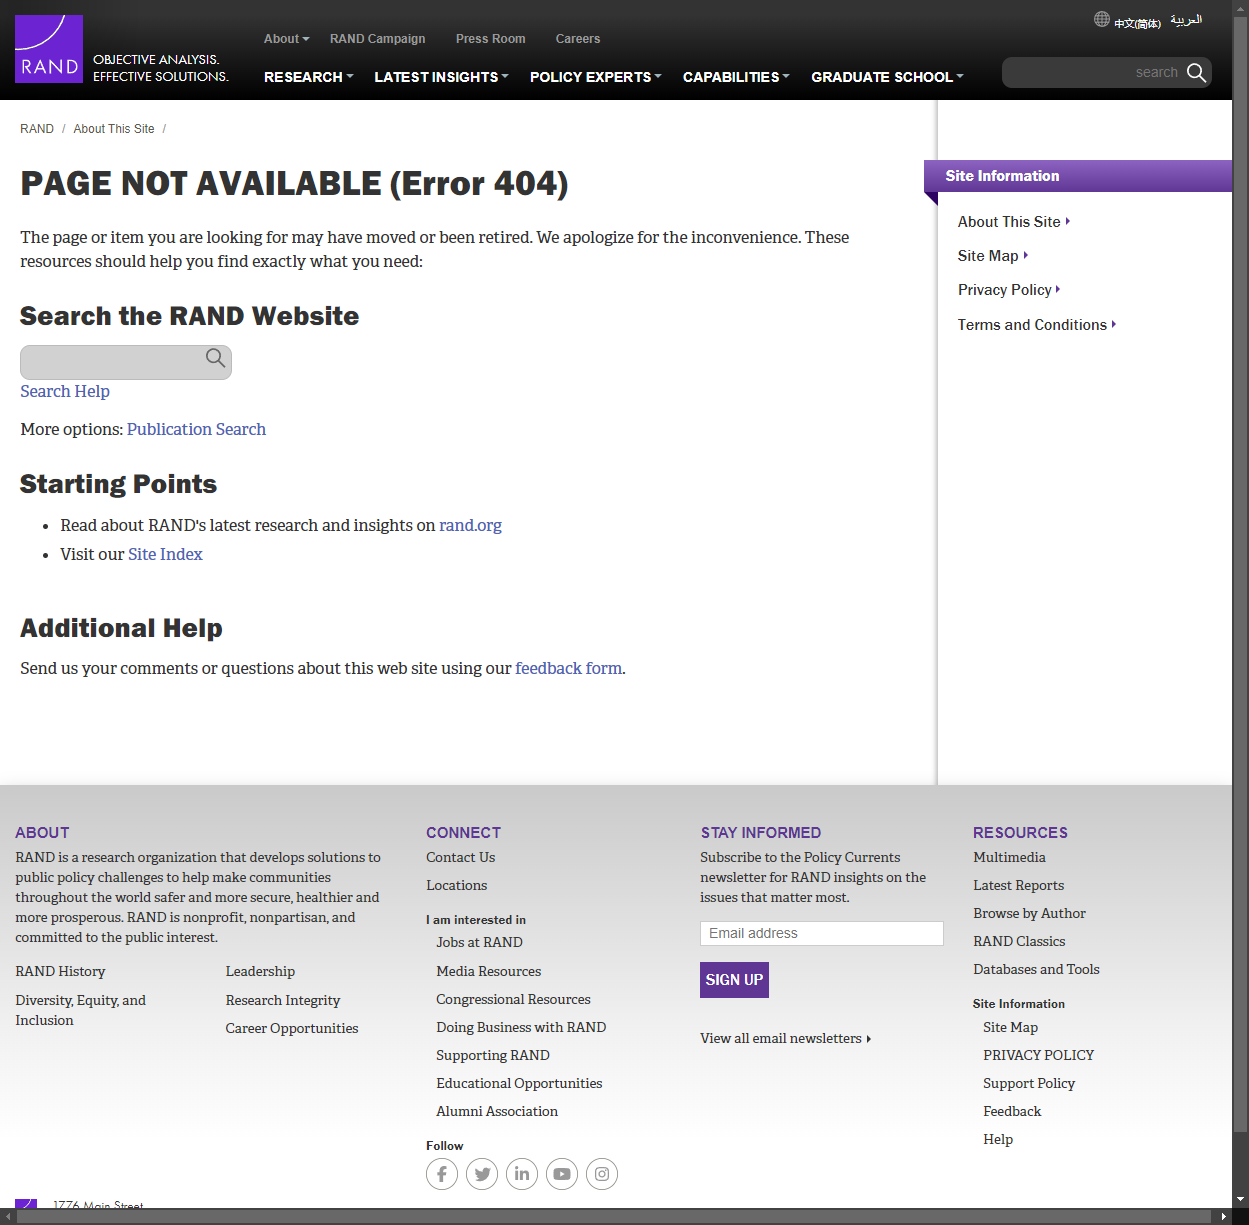 中文(简体)
العربية
RAND
OBJECTIVE ANALYSIS.
EFFECTIVE SOLUTIONS.
About
RAND Campaign
Press Room
Careers
RESEARCH
LATEST INSIGHTS
POLICY EXPERTS
CAPABILITIES
GRADUATE SCHOOL
search
RAND / About This Site /
PAGE NOT AVAILABLE (Error 404)
The page or item you are looking for may have moved or been retired. We apologize for the inconvenience. These
resources should help you find exactly what you need:
Search the RAND Website
Search Help
More options: Publication Search
Starting Points
Read about RAND's latest research and insights on rand.org
Visit our Site Index
Additional Help
Send us your comments or questions about this web site using our feedback form.
Site Information
About This Site
Site Map
Privacy Policy
Terms and Conditions
ABOUT
RAND is a research organization that develops solutions to
public policy challenges to help make communities
throughout the world safer and more secure, healthier and
more prosperous. RAND is nonprofit, nonpartisan, and
committed to the public interest.
RAND History
Diversity, Equity, and
Inclusion
Leadership
Research Integrity
Career Opportunities
CONNECT
Contact Us
Locations
I am interested in
Jobs at RAND
Media Resources
Congressional Resources
Doing Business with RAND
Supporting RAND
Educational Opportunities
Alumni Association
Follow
STAY INFORMED
Subscribe to the Policy Currents
newsletter for RAND insights on the
issues that matter most.
Email address
SIGN UP
View all email newsletters
RESOURCES
Multimedia
Latest Reports
Browse by Author
RAND Classics
Databases and Tools
Site Information
Site Map
PRIVACY POLICY
Support Policy
Feedback
Help
1776 Main Street